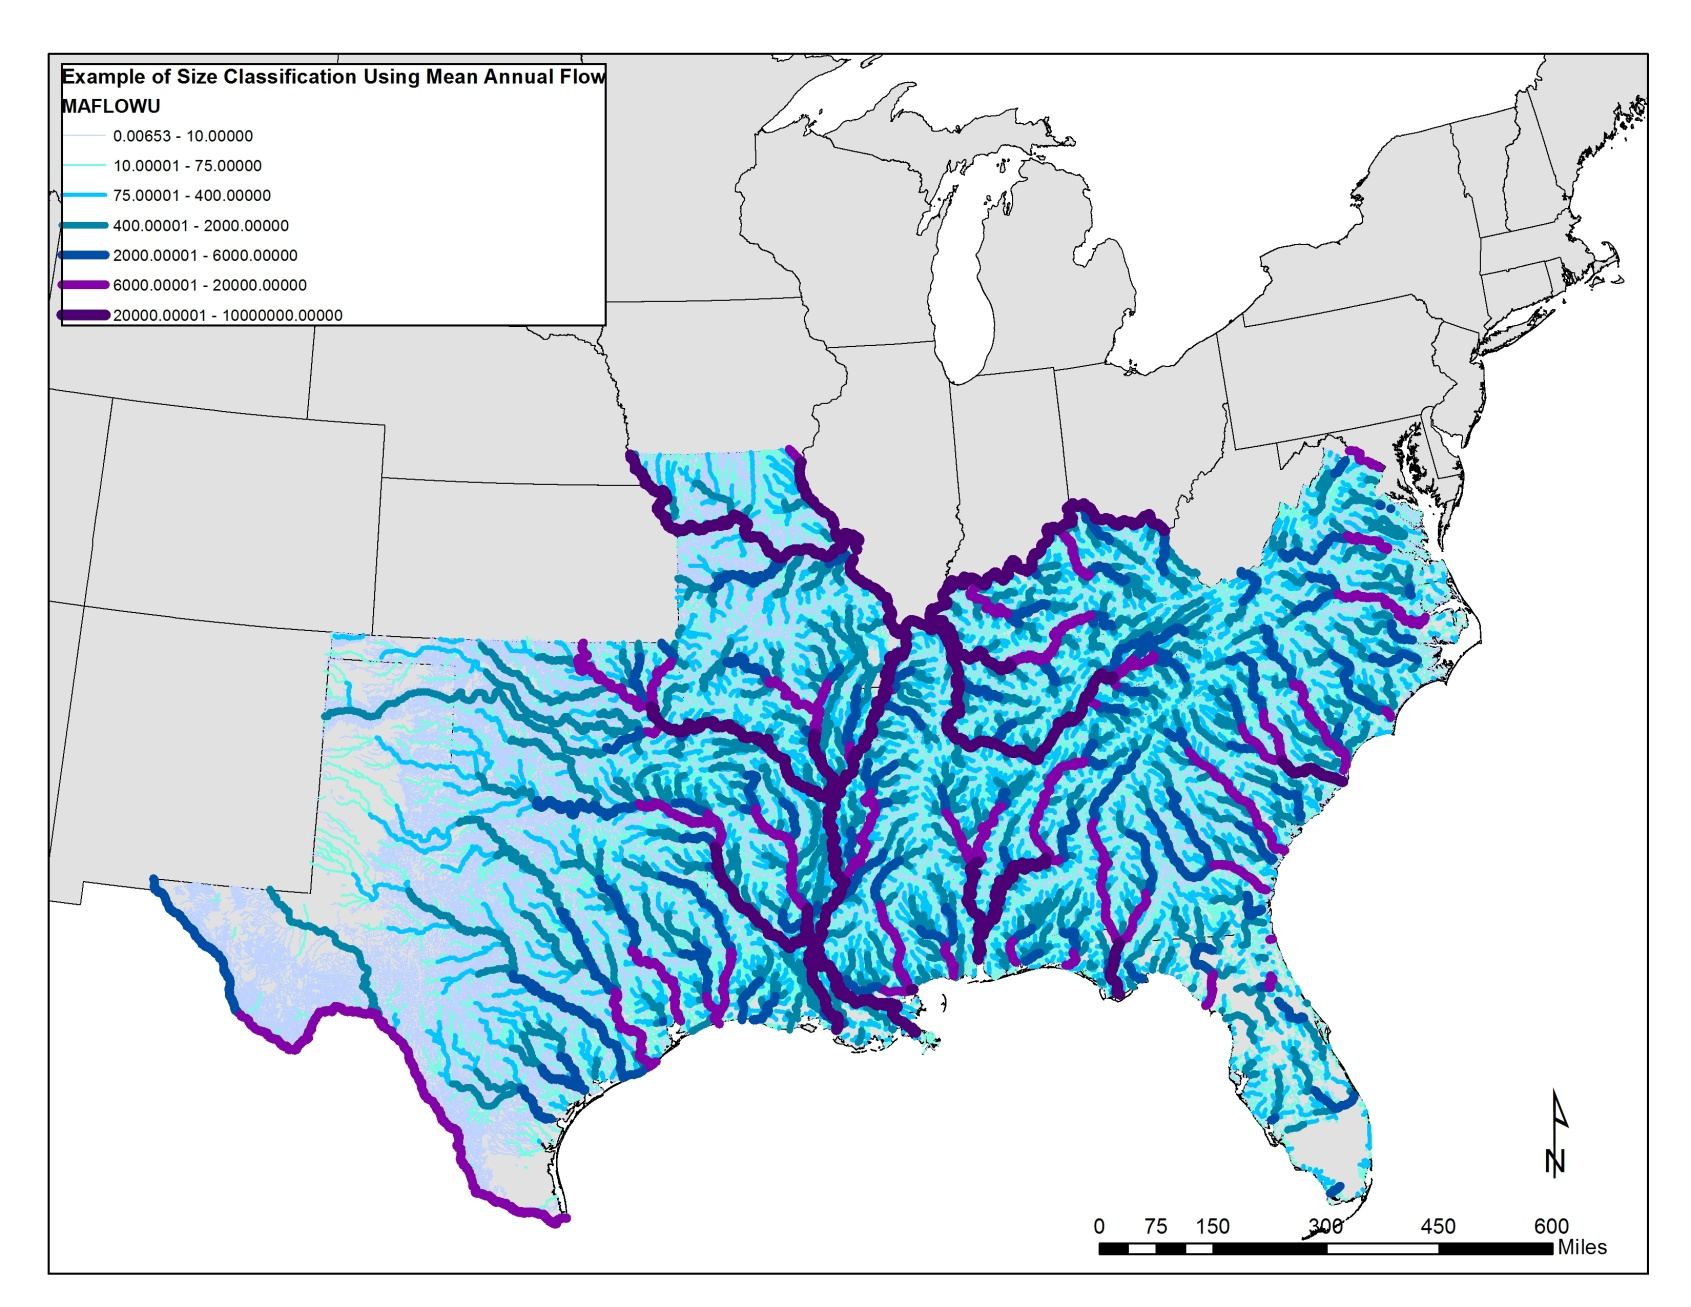 Example of Size Classification Using Mean Annual Flow
MAFLOWU
0.00653 - 10.00000
10.00001 - 75.00000
75.00001 - 400.00000
400.00001 - 2000.00000
2000.00001 - 6000.00000
6000.00001 - 20000.00000
20000.00001 - 10000000.00000
N
0 75 150 300 450 600
Miles